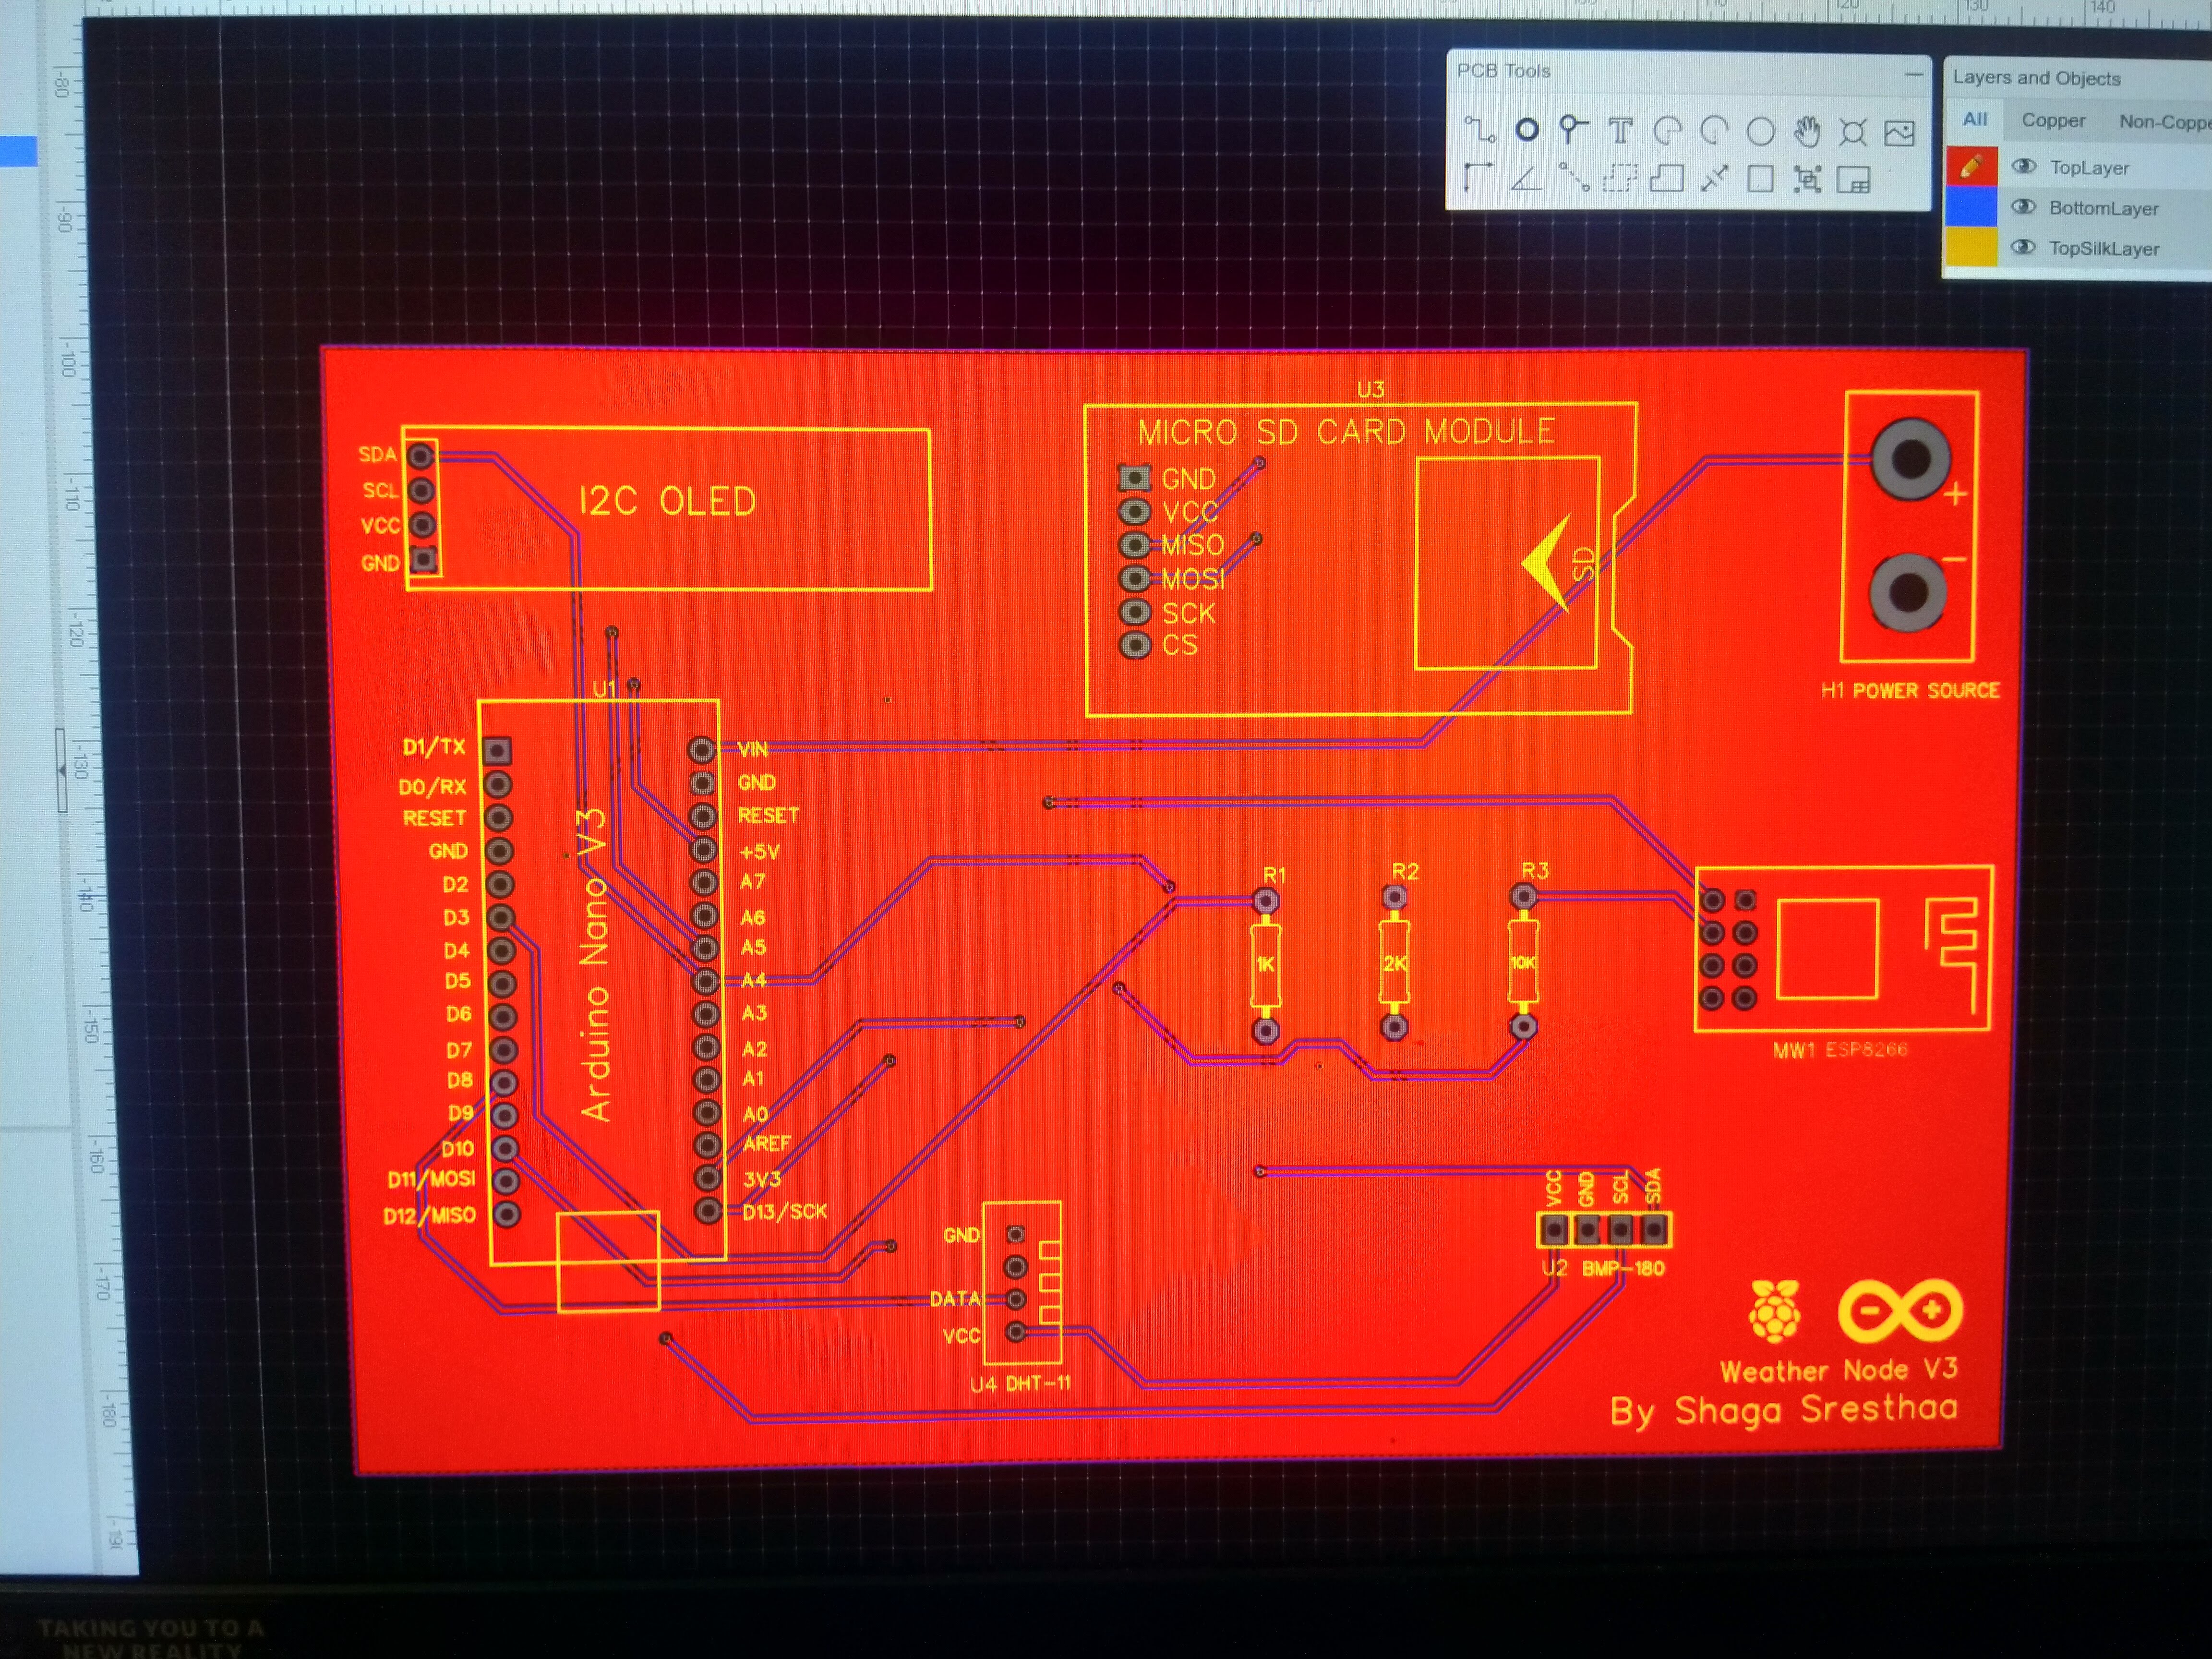 120
130
140
PCB Tools
Layers and Objects
All
Copper
Non-Coppe
TopLayer
BottomLayer
TopSilkLayer
-80
-90
-100
-110
-120
-130
-140
-150
-160
-170
-180
-190
U3
MICRO SD CARD MODULE
GND
VCC
MISO
MOSI
SCK
CS
SD
SDA
SCL
VCC
GND
I2C OLED
+
−
H1 POWER SOURCE
U1
Arduino Nano V3
D1/TX
D0/RX
RESET
GND
D2
D3
D4
D5
D6
D7
D8
D9
D10
D11/MOSI
D12/MISO
VIN
GND
RESET
+5V
A7
A6
A5
A4
A3
A2
A1
A0
AREF
3V3
D13/SCK
R1
R2
R3
1K
2K
10K
MW1 ESP8266
GND
DATA
VCC
U4 DHT-11
VCC
GND
SCL
SDA
U2 BMP-180
Weather Node V3
By Shaga Sresthaa
TAKING YOU TO A
NEW REALITY